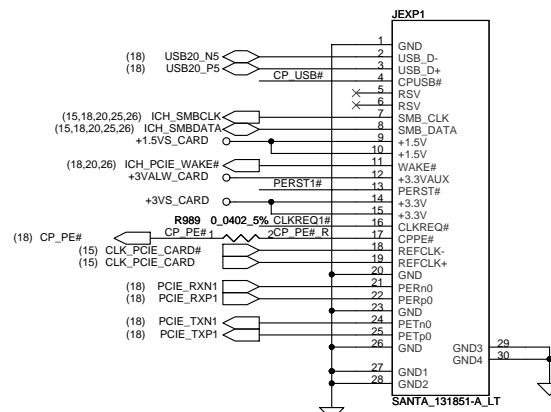 JEXP1
1 GND
(18) USB20_N5 2 USB_D-
(18) USB20_P5 3 USB_D+
CP_USB# 4 CPUSB#
5 RSV
6 RSV
(15,18,20,25,26) ICH_SMBCLK 7 SMB_CLK
(15,18,20,25,26) ICH_SMBDATA 8 SMB_DATA
+1.5VS_CARD 9 +1.5V
10 +1.5V
(18,20,26) ICH_PCIE_WAKE# 11 WAKE#
+3VALW_CARD 12 +3.3VAUX
PERST1# 13 PERST#
+3VS_CARD 14 +3.3V
15 +3.3V
R989 0_0402_5% CLKREQ1# 16 CLKREQ#
(18) CP_PE# CP_PE# 1 2 CP_PE#_R 17 CPPE#
(15) CLK_PCIE_CARD# 18 REFCLK-
(15) CLK_PCIE_CARD 19 REFCLK+
20 GND
(18) PCIE_RXN1 21 PERn0
(18) PCIE_RXP1 22 PERp0
23 GND
(18) PCIE_TXN1 24 PETn0
(18) PCIE_TXP1 25 PETp0
26 GND GND3 29
GND4 30
27 GND1
28 GND2
SANTA_131851-A_LT